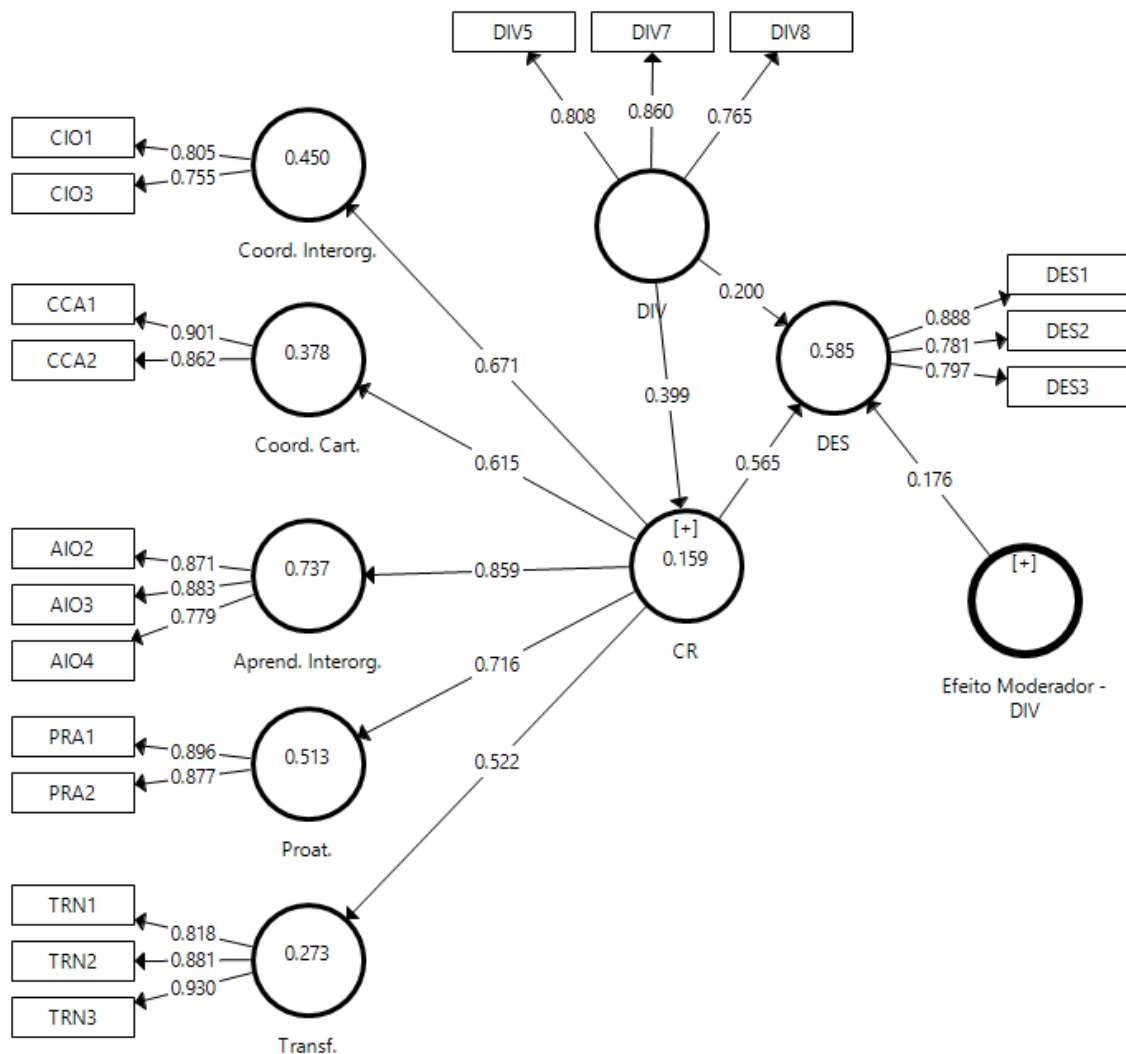 DIV5
DIV7
DIV8
0.808
0.860
0.765
CIO1
CIO3
0.805
0.755
0.450
Coord. Interorg.
CCA1
CCA2
0.901
0.862
0.378
Coord. Cart.
AIO2
AIO3
AIO4
0.871
0.883
0.779
0.737
Aprend. Interorg.
PRA1
PRA2
0.896
0.877
0.513
Proat.
TRN1
TRN2
TRN3
0.818
0.881
0.930
0.273
Transf.
0.671
0.615
0.859
0.716
0.522
DIV
0.200
0.399
[+]
0.159
CR
0.565
0.585
DES
0.888
0.781
0.797
DES1
DES2
DES3
0.176
[+]
Efeito Moderador -
DIV